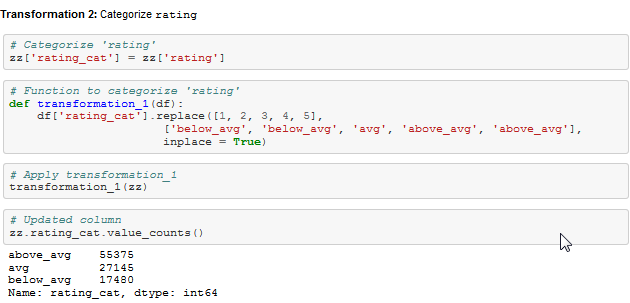 Transformation 2: Categorize rating
# Categorize 'rating'
zz['rating_cat'] = zz['rating']
# Function to categorize 'rating'
def transformation_1(df):
    df['rating_cat'].replace([1, 2, 3, 4, 5],
                     ['below_avg', 'below_avg', 'avg', 'above_avg', 'above_avg'],
                     inplace = True)
# Apply transformation_1
transformation_1(zz)
# Updated column
zz.rating_cat.value_counts()
above_avg    55375
avg          27145
below_avg    17480
Name: rating_cat, dtype: int64